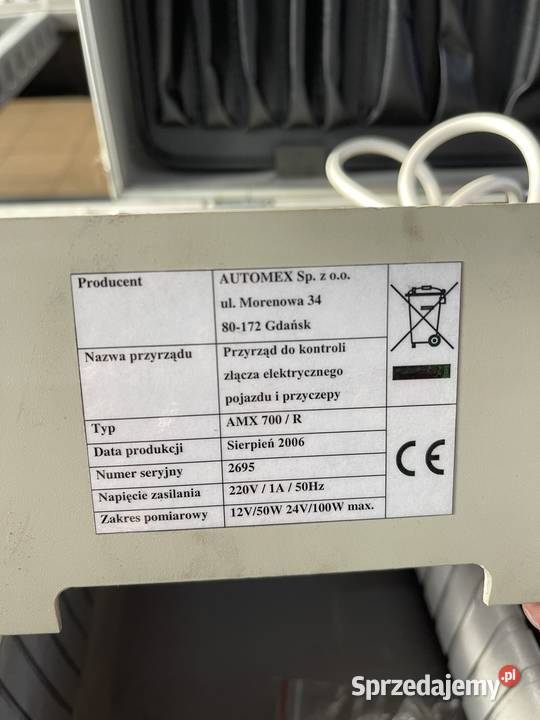 Producent
AUTOMEX Sp. z o.o.
ul. Morenowa 34
80-172 Gdańsk
Nazwa przyrządu
Przyrząd do kontroli
złącza elektrycznego
pojazdu i przyczepy
Typ
AMX 700 / R
Data produkcji
Sierpień 2006
Numer seryjny
2695
Napięcie zasilania
220V / 1A / 50Hz
Zakres pomiarowy
12V/50W 24V/100W max.
CE
Sprzedajemy.pl